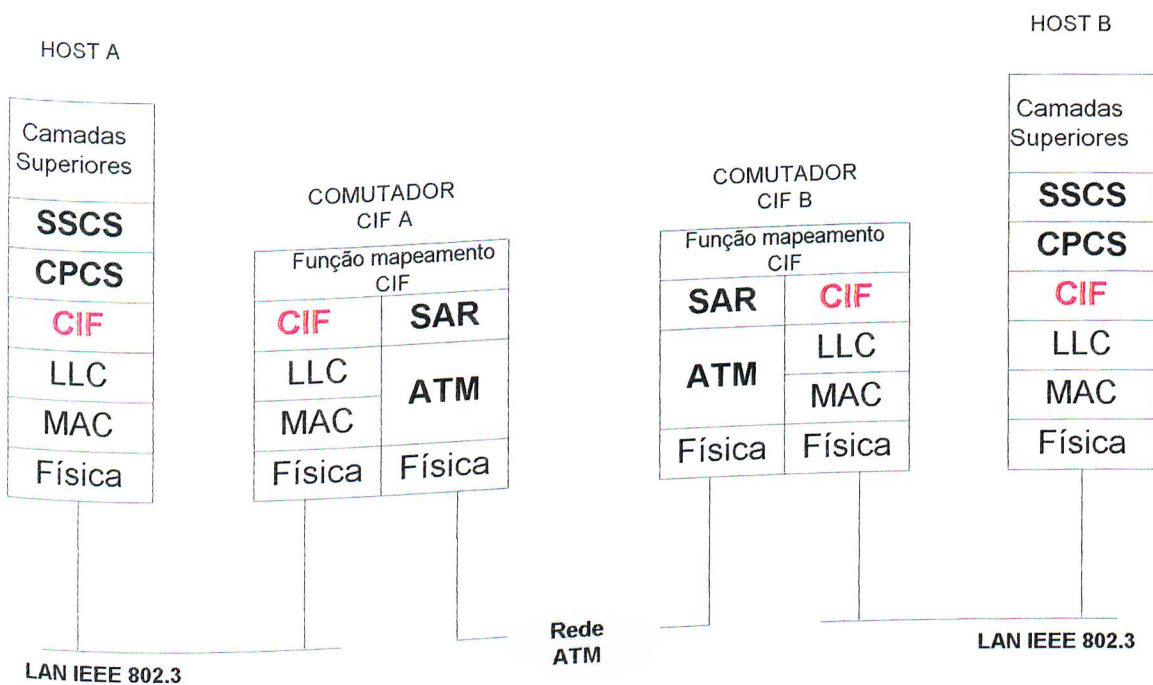 HOST A
Camadas
Superiores
SSCS
CPCS
CIF
LLC
MAC
Física
COMUTADOR
CIF A
Função mapeamento
CIF
CIF
SAR
LLC
ATM
MAC
Física
Física
COMUTADOR
CIF B
Função mapeamento
CIF
SAR
CIF
ATM
LLC
MAC
Física
Física
HOST B
Camadas
Superiores
SSCS
CPCS
CIF
LLC
MAC
Física
LAN IEEE 802.3
Rede
ATM
LAN IEEE 802.3